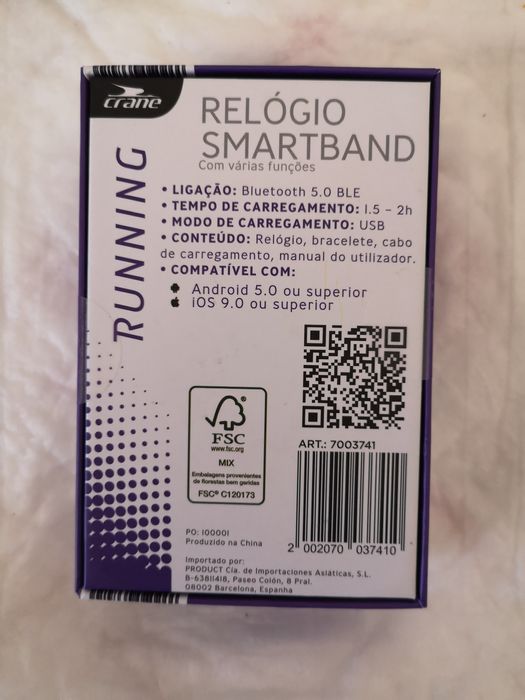 crane
RELÓGIO
SMARTBAND
Com várias funções
RUNNING
• LIGAÇÃO: Bluetooth 5.0 BLE
• TEMPO DE CARREGAMENTO: 1.5 – 2h
• MODO DE CARREGAMENTO: USB
• CONTEÚDO: Relógio, bracelete, cabo
de carregamento, manual do utilizador.
• COMPATÍVEL COM:
Android 5.0 ou superior
iOS 9.0 ou superior
FSC
www.fsc.org
MIX
Embalagens provenientes
de florestas bem geridas
FSC® C120173
ART.: 7003741
2 002070 037410
PO: 100001
Produzido na China
Importado por:
PRODUCT Cía. de Importaciones Asiáticas, S.L.
B-63811418, Paseo Colón, 8 Pral.
08002 Barcelona, Espanha